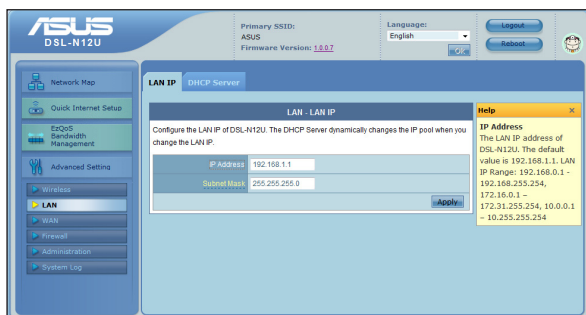 ASUS
DSL-N12U
Primary SSID:
ASUS
Firmware Version: 1.0.0.7
Language:
English
OK
Logout
Reboot
Network Map
Quick Internet Setup
EzQoS
Bandwidth
Management
Advanced Setting
Wireless
LAN
WAN
Firewall
Administration
System Log
LAN IP
DHCP Server
LAN - LAN IP
Configure the LAN IP of DSL-N12U. The DHCP Server dynamically changes the IP pool when you
change the LAN IP.
IP Address 192.168.1.1
Subnet Mask 255.255.255.0
Apply
Help x
IP Address
The LAN IP address of
DSL-N12U. The default
value is 192.168.1.1. LAN
IP Range: 192.168.0.1 -
192.168.255.254,
172.16.0.1 –
172.31.255.254, 10.0.0.1
– 10.255.255.254